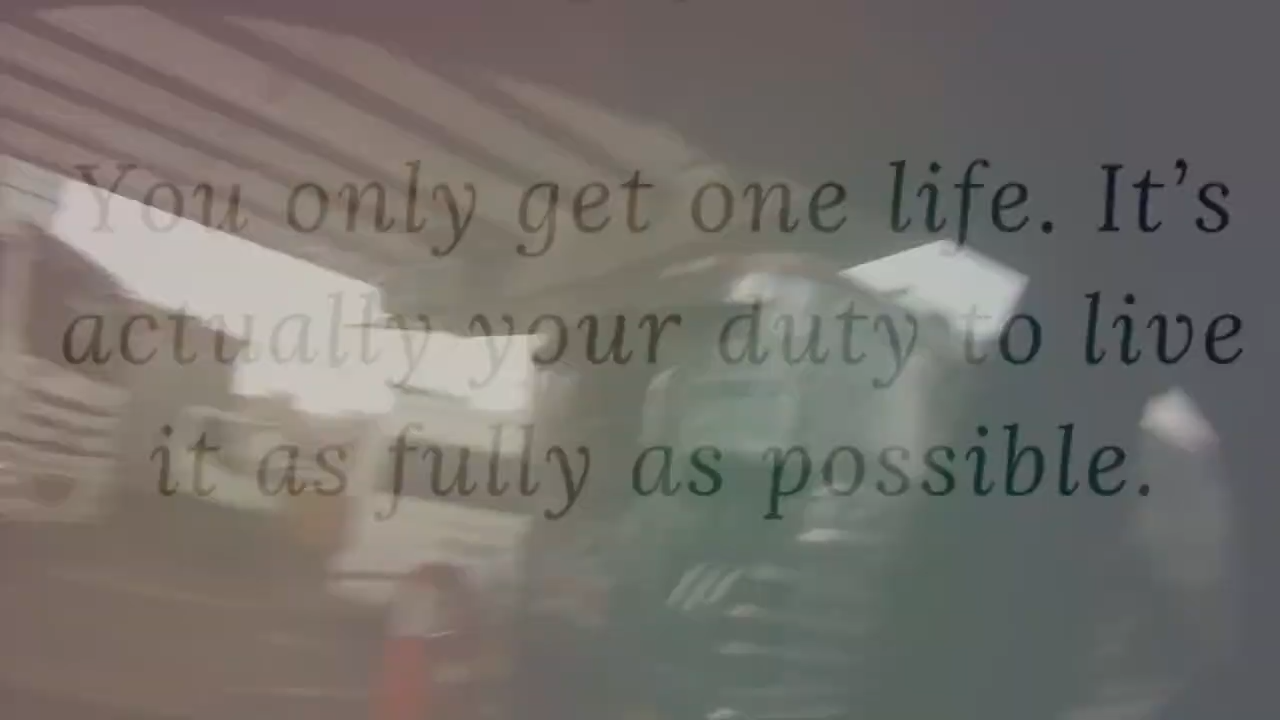 You only get one life. It’s
actually your duty to live
it as fully as possible.